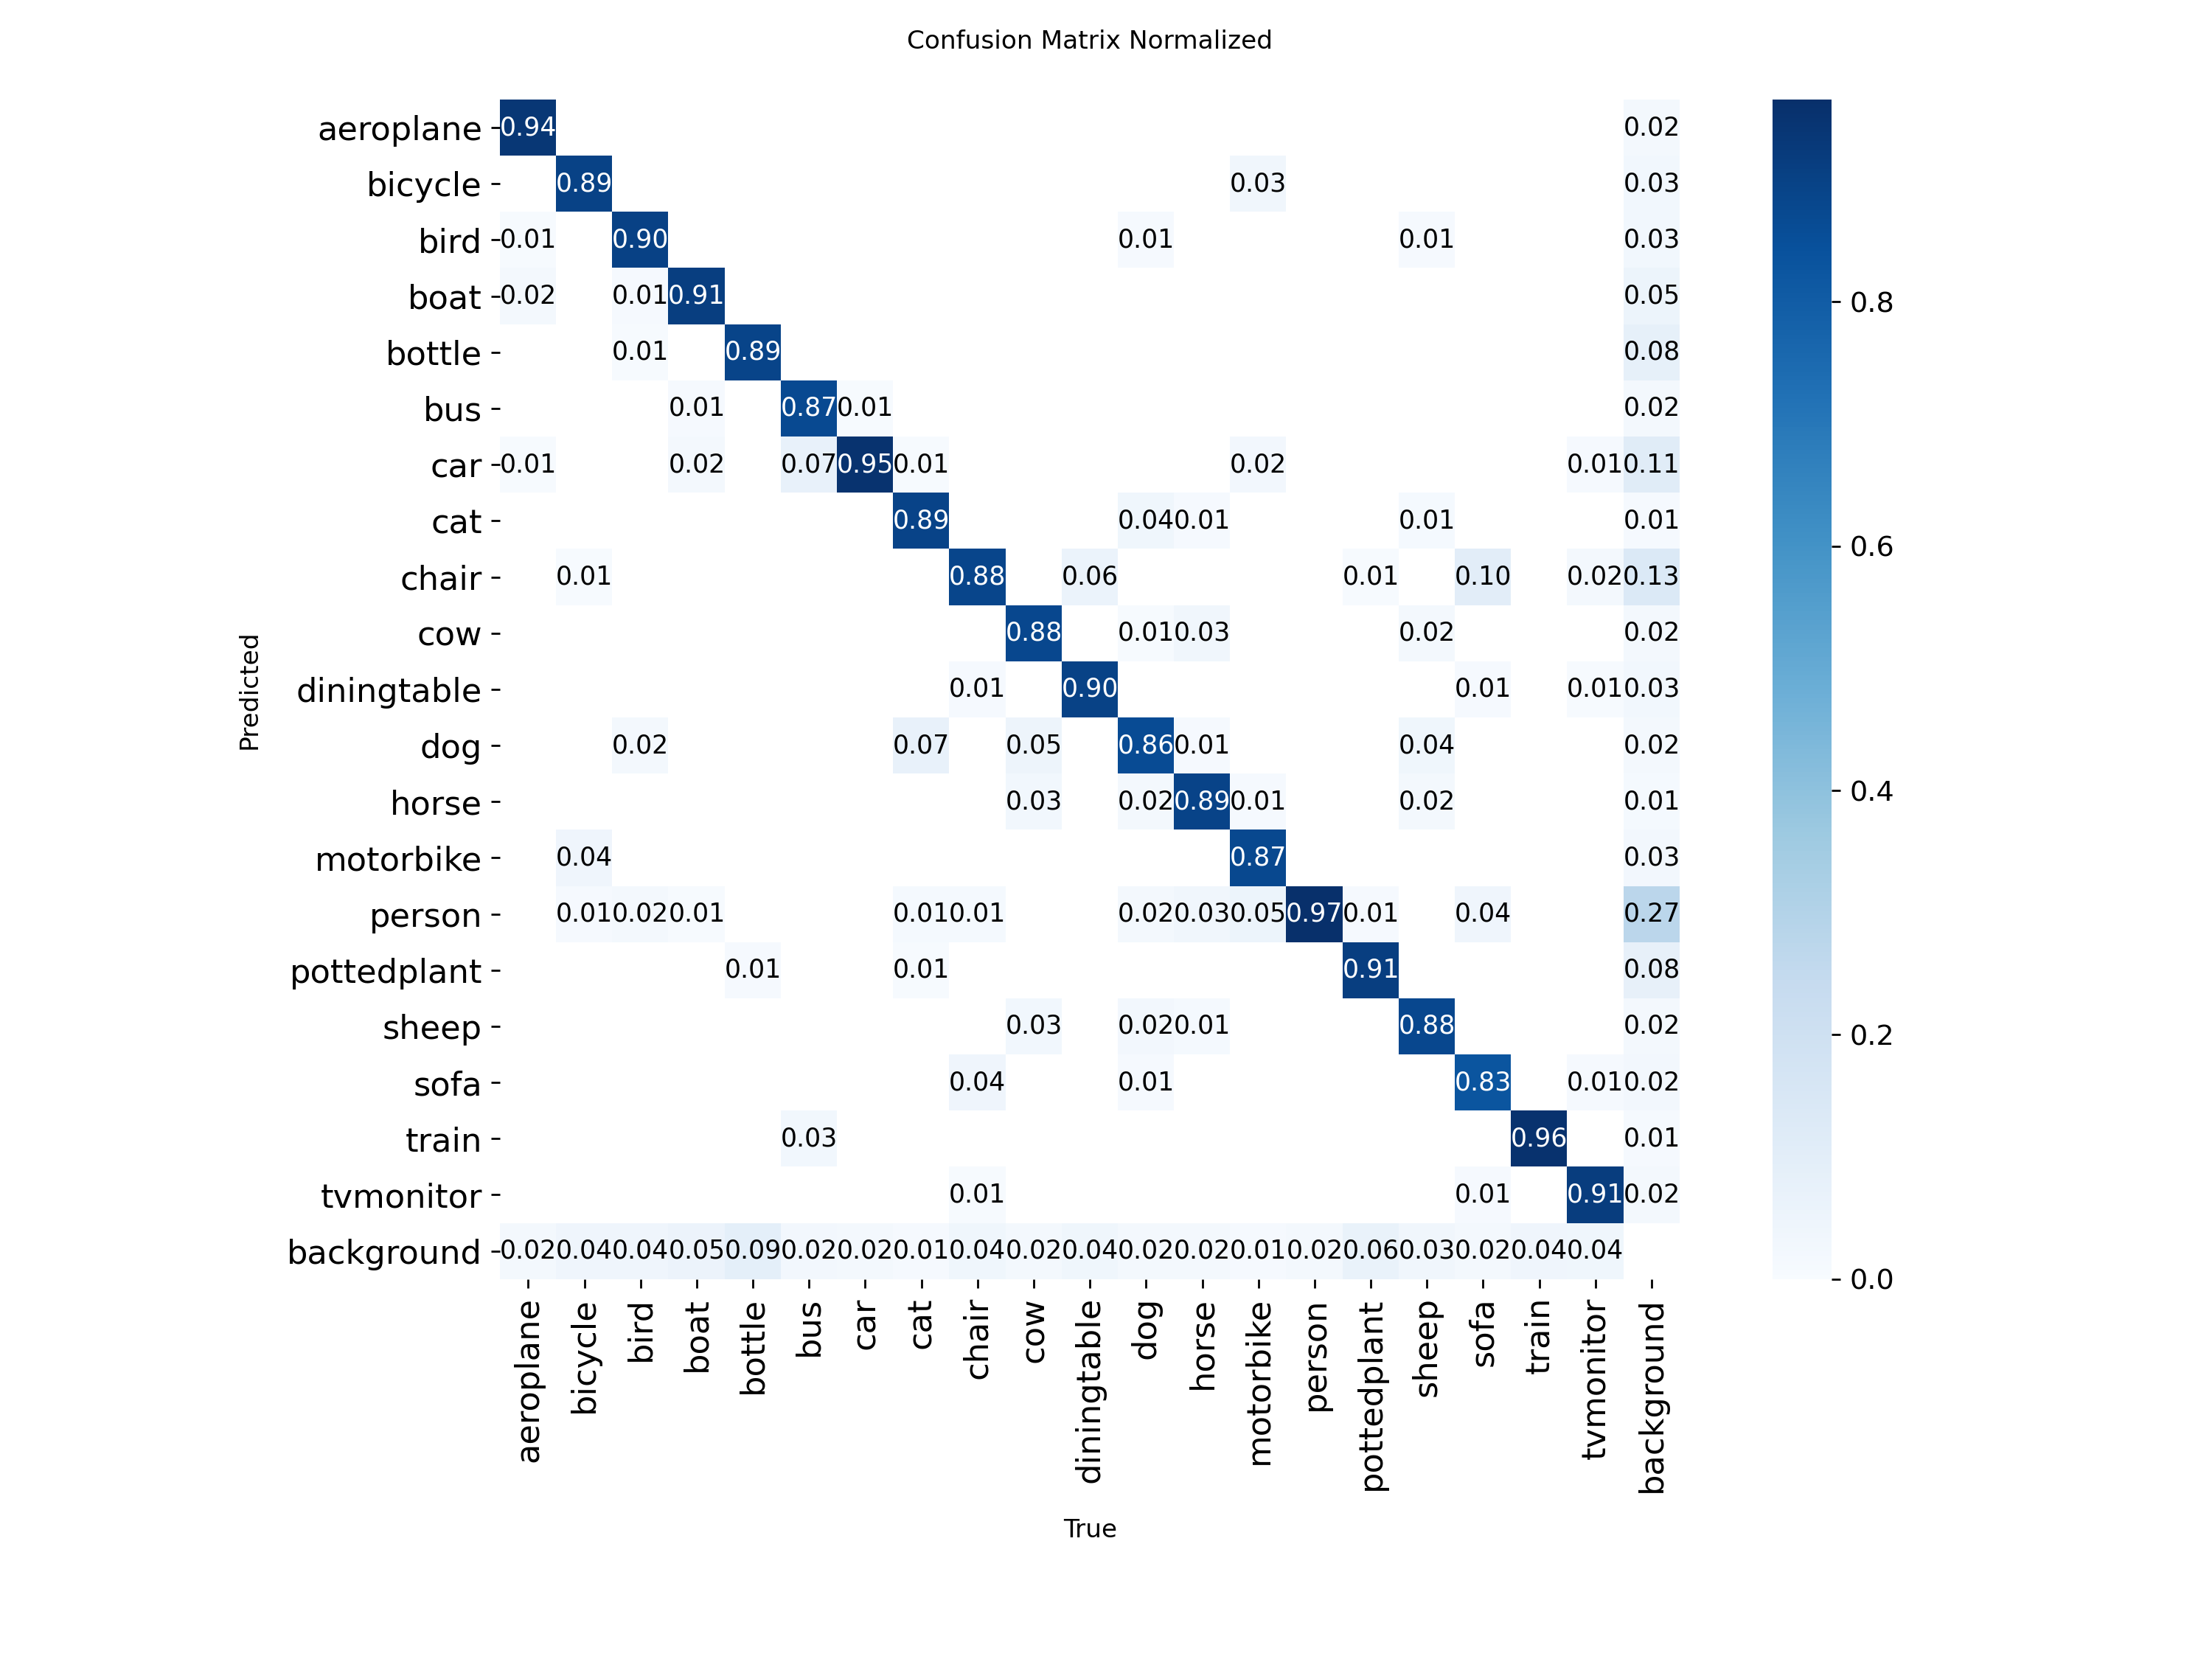 Confusion Matrix Normalized
aeroplane 0.94 0.02
bicycle 0.89 0.03 0.03
bird 0.01 0.90 0.01 0.01 0.03
boat 0.02 0.01 0.91 0.05
bottle 0.01 0.89 0.08
bus 0.01 0.87 0.01 0.02
car 0.01 0.02 0.07 0.95 0.01 0.02 0.01 0.11
cat 0.89 0.04 0.01 0.01 0.01
chair 0.01 0.88 0.06 0.01 0.10 0.02 0.13
cow 0.88 0.01 0.03 0.02 0.02
diningtable 0.01 0.90 0.01 0.01 0.03
dog 0.02 0.07 0.05 0.86 0.01 0.04 0.02
horse 0.03 0.02 0.89 0.01 0.02 0.01
motorbike 0.04 0.87 0.03
person 0.01 0.02 0.01 0.01 0.01 0.02 0.03 0.05 0.97 0.01 0.04 0.27
pottedplant 0.01 0.01 0.91 0.08
sheep 0.03 0.02 0.01 0.88 0.02
sofa 0.04 0.01 0.83 0.01 0.02
train 0.03 0.96 0.01
tvmonitor 0.01 0.01 0.91 0.02
background 0.02 0.04 0.04 0.05 0.09 0.02 0.02 0.01 0.04 0.02 0.04 0.02 0.02 0.01 0.02 0.06 0.03 0.02 0.04 0.04
aeroplane bicycle bird boat bottle bus car cat chair cow diningtable dog horse motorbike person pottedplant sheep sofa train tvmonitor background
True
Predicted
0.8
0.6
0.4
0.2
0.0